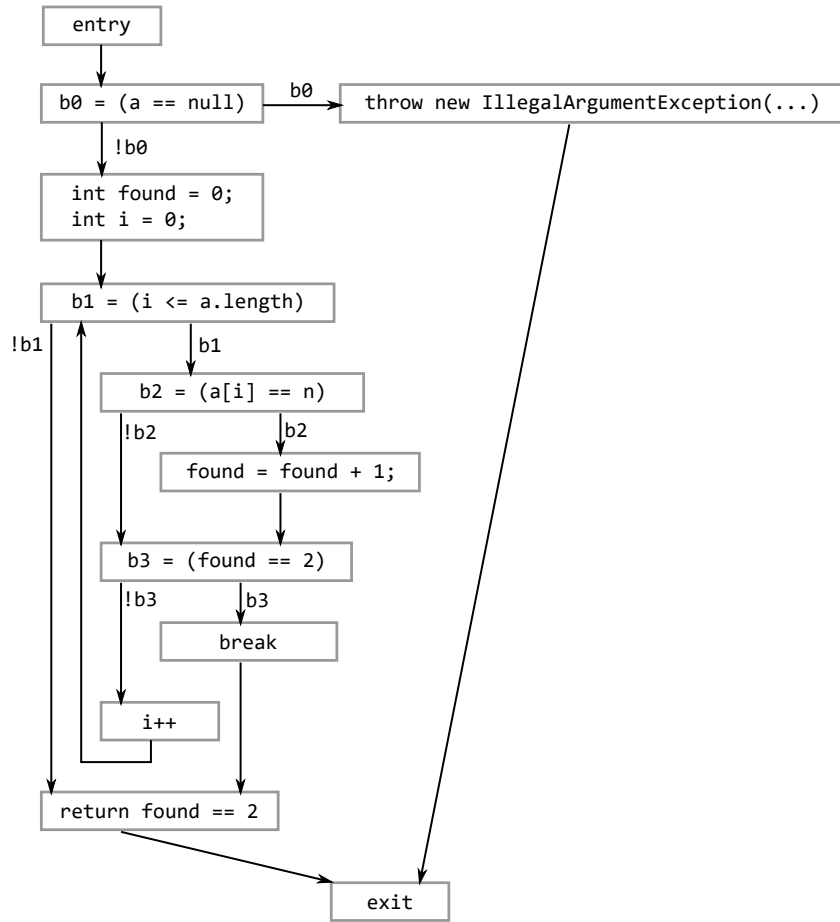 entry
b0 = (a == null)
b0
throw new IllegalArgumentException(...)
!b0
int found = 0;
int i = 0;
b1 = (i <= a.length)
!b1
b1
b2 = (a[i] == n)
!b2
b2
found = found + 1;
b3 = (found == 2)
!b3
b3
break
i++
return found == 2
exit